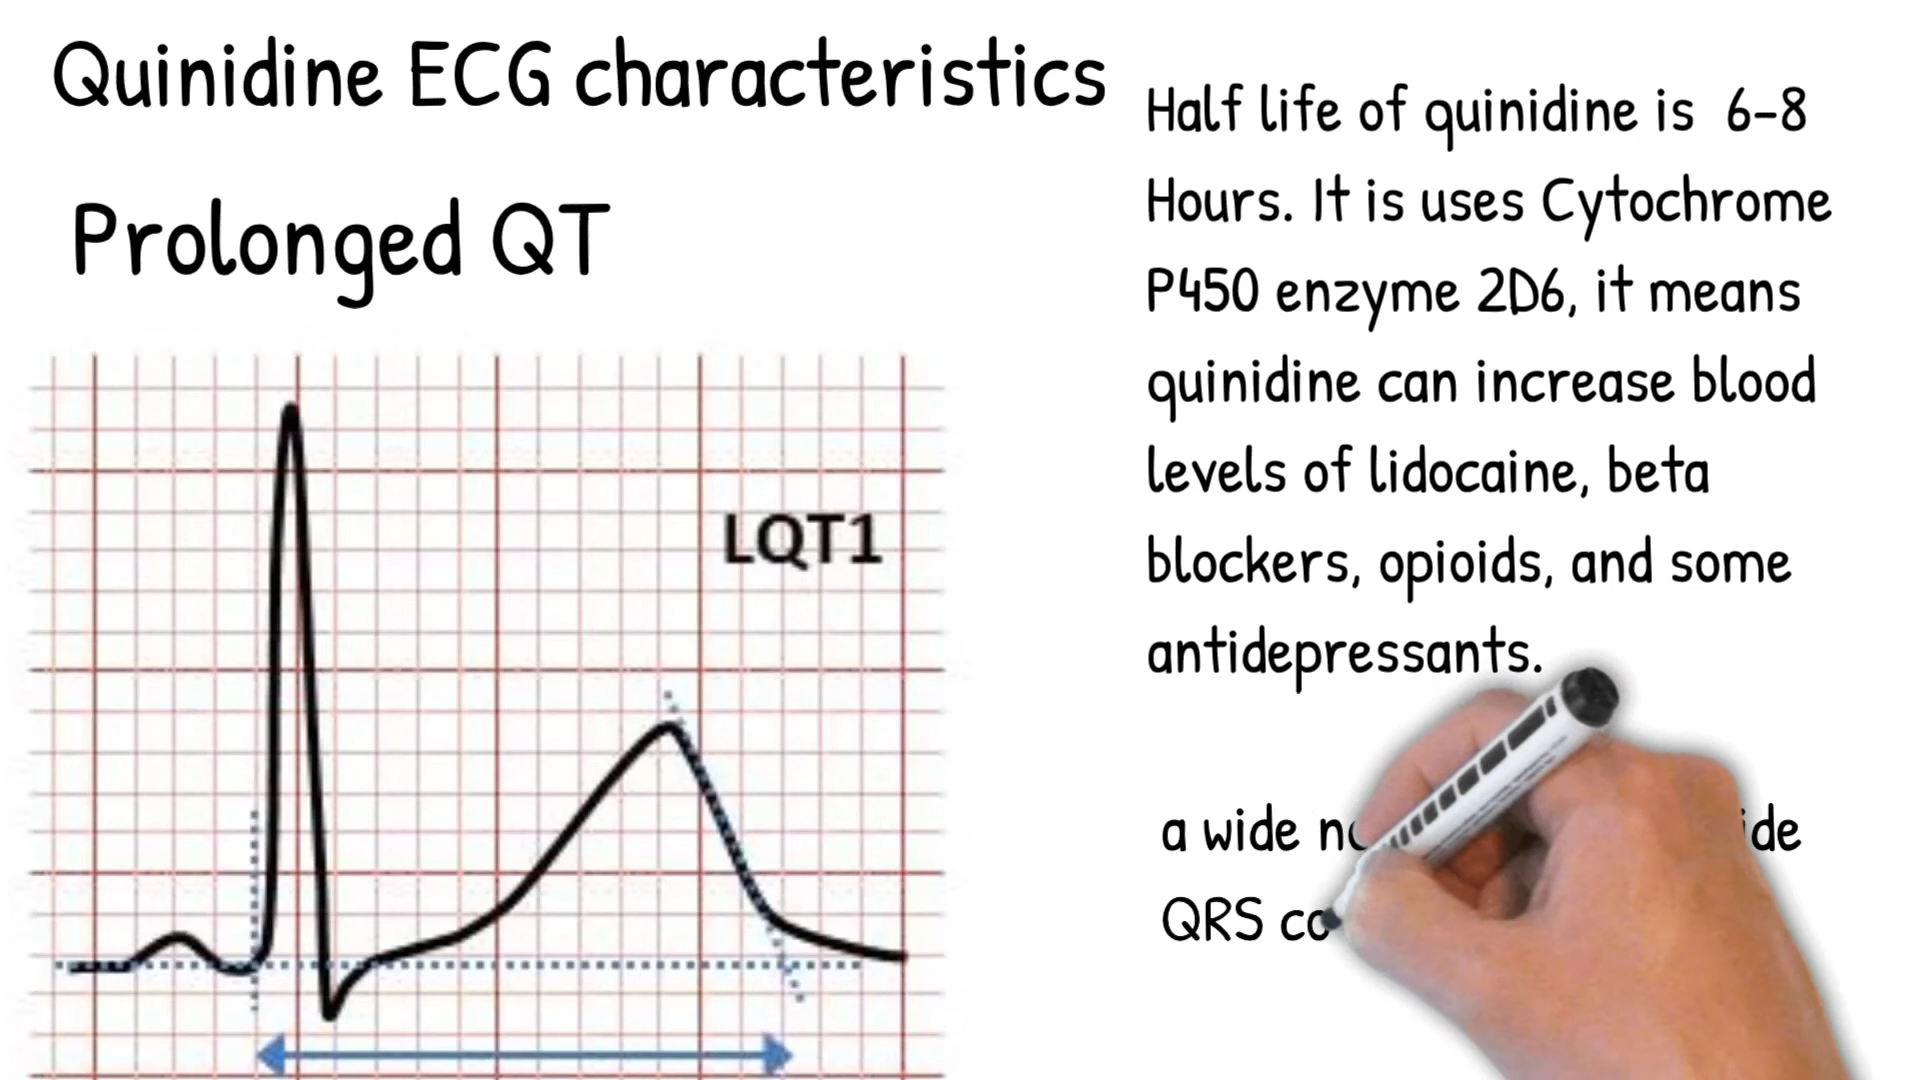 Quinidine ECG characteristics
Prolonged QT
LQT1
Half life of quinidine is 6-8
Hours. It is uses Cytochrome
P450 enzyme 2D6, it means
quinidine can increase blood
levels of lidocaine, beta
blockers, opioids, and some
antidepressants.
a wide
QRS